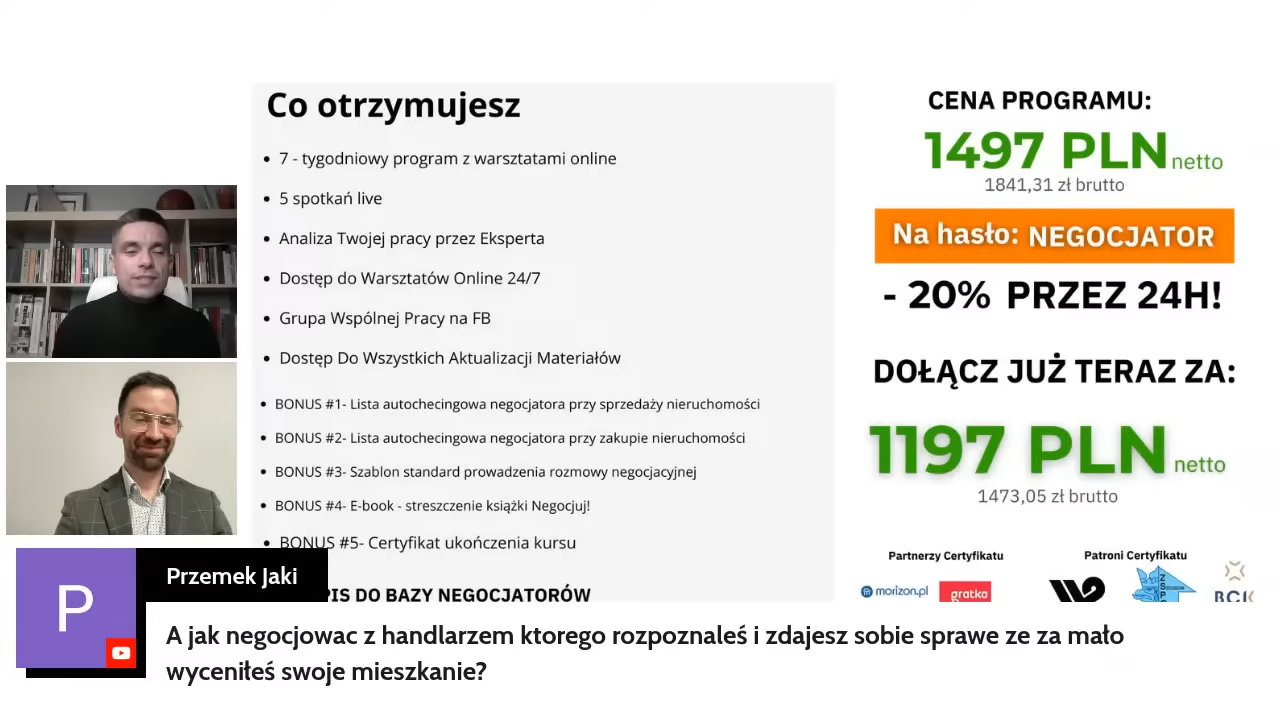 Co otrzymujesz
7 - tygodniowy program z warsztatami online
5 spotkań live
Analiza Twojej pracy przez Eksperta
Dostęp do Warsztatów Online 24/7
Grupa Wspólnej Pracy na FB
Dostęp Do Wszystkich Aktualizacji Materiałów
BONUS #1- Lista autochecingowa negocjatora przy sprzedaży nieruchomości
BONUS #2- Lista autochecingowa negocjatora przy zakupie nieruchomości
BONUS #3- Szablon standard prowadzenia rozmowy negocjacyjnej
BONUS #4- E-book - streszczenie książki Negocjuj!
BONUS #5- Certyfikat ukończenia kursu
PIS DO BAZY NEGOCJATORÓW
CENA PROGRAMU:
1497 PLN netto
1841,31 zł brutto
Na hasło: NEGOCJATOR
- 20% PRZEZ 24H!
DOŁĄCZ JUŻ TERAZ ZA:
1197 PLN netto
1473,05 zł brutto
Partnerzy Certyfikatu
Patroni Certyfikatu
morizon.pl
gratka
P
Przemek Jaki
A jak negocjowac z handlarzem ktorego rozpoznaleś i zdajesz sobie sprawe ze za mało
wyceniłeś swoje mieszkanie?